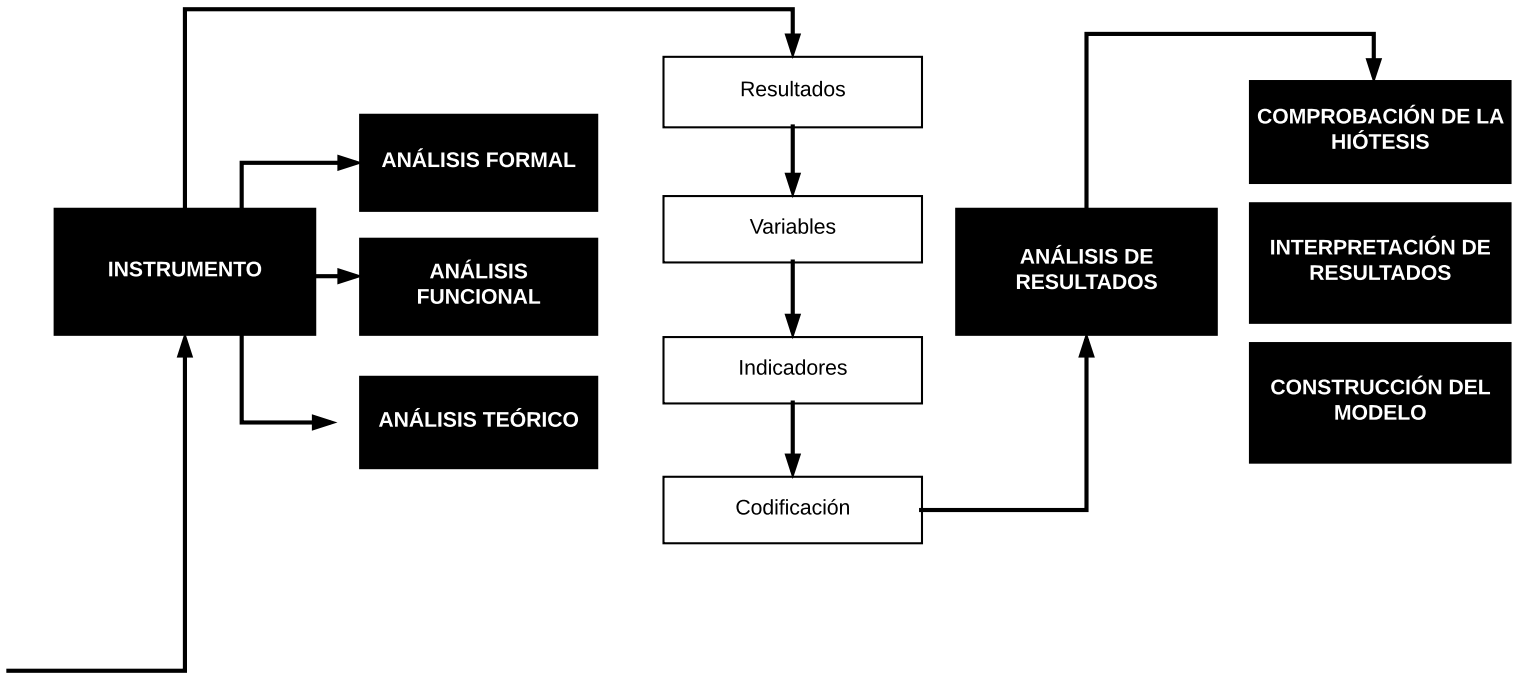 INSTRUMENTO
ANÁLISIS FORMAL
ANÁLISIS
FUNCIONAL
ANÁLISIS TEÓRICO
Resultados
Variables
Indicadores
Codificación
ANÁLISIS DE
RESULTADOS
COMPROBACIÓN DE LA
HIÓTESIS
INTERPRETACIÓN DE
RESULTADOS
CONSTRUCCIÓN DEL
MODELO